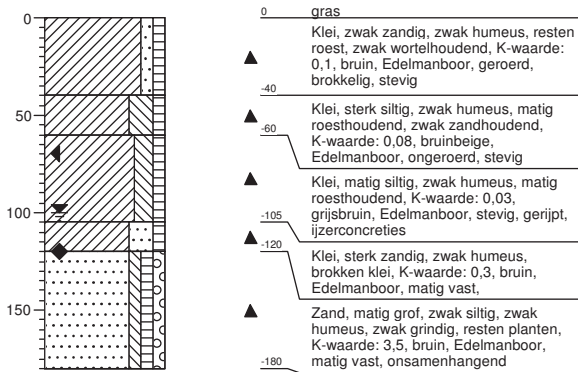 0
50
100
150
0 gras
Klei, zwak zandig, zwak humeus, resten
roest, zwak wortelhoudend, K-waarde:
0,1, bruin, Edelmanboor, geroerd,
brokkelig, stevig
-40
Klei, sterk siltig, zwak humeus, matig
roesthoudend, zwak zandhoudend,
K-waarde: 0,08, bruinbeige,
Edelmanboor, ongeroerd, stevig
-60
Klei, matig siltig, zwak humeus, matig
roesthoudend, K-waarde: 0,03,
grijsbruin, Edelmanboor, stevig, gerijpt,
ijzerconcreties
-105
Klei, sterk zandig, zwak humeus,
brokken klei, K-waarde: 0,3, bruin,
Edelmanboor, matig vast,
-120
Zand, matig grof, zwak siltig, zwak
humeus, zwak grindig, resten planten,
K-waarde: 3,5, bruin, Edelmanboor,
matig vast, onsamenhangend
-180